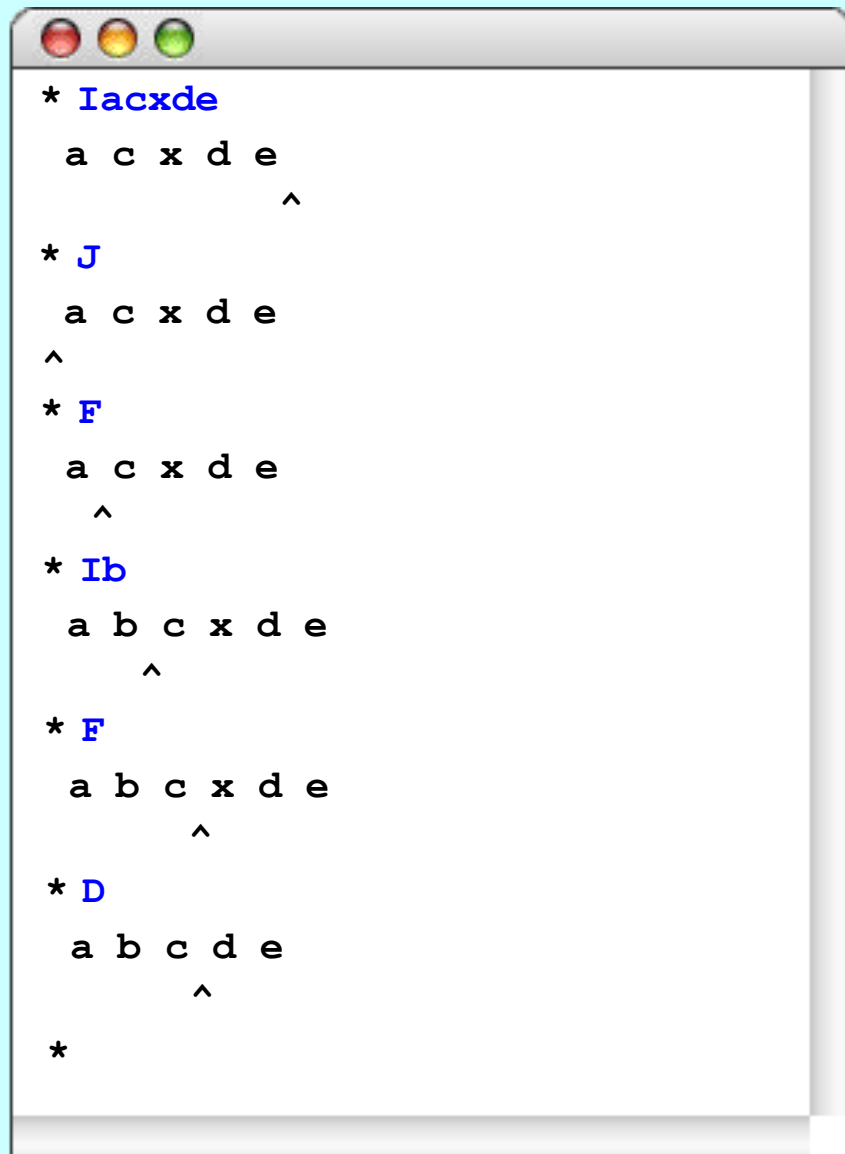 * Iacxde
 a c x d e
          ^
* J
 a c x d e
^
* F
 a c x d e
  ^
* Ib
 a b c x d e
    ^
* F
 a b c x d e
      ^
* D
 a b c d e
      ^
*